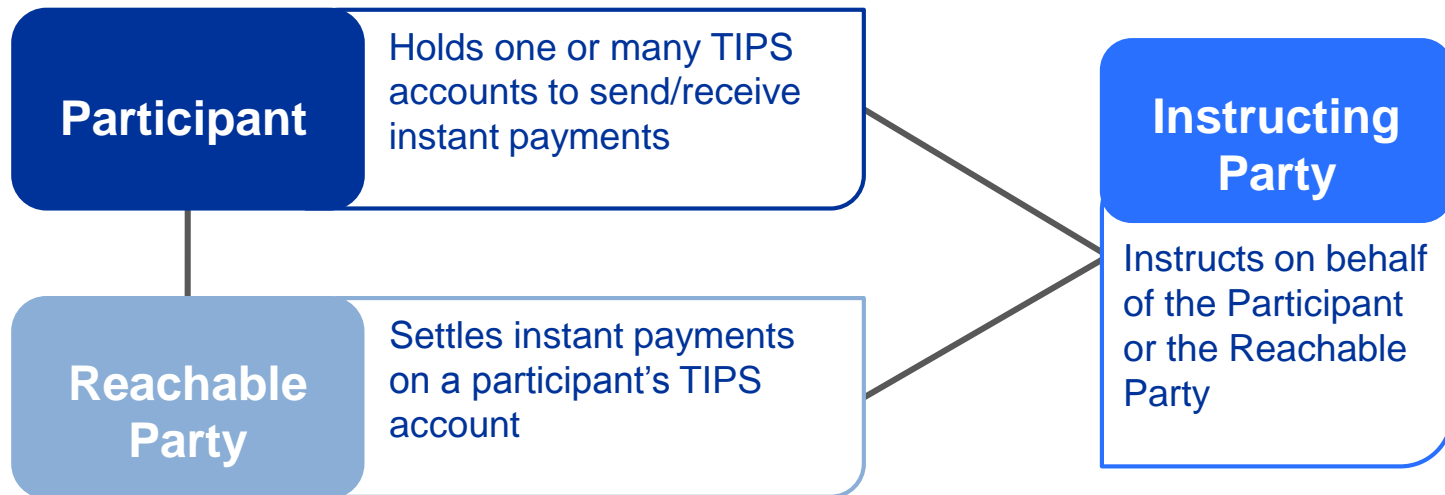 Participant
Holds one or many TIPS
accounts to send/receive
instant payments
Reachable
Party
Settles instant payments
on a participant’s TIPS
account
Instructing
Party
Instructs on behalf
of the Participant
or the Reachable
Party